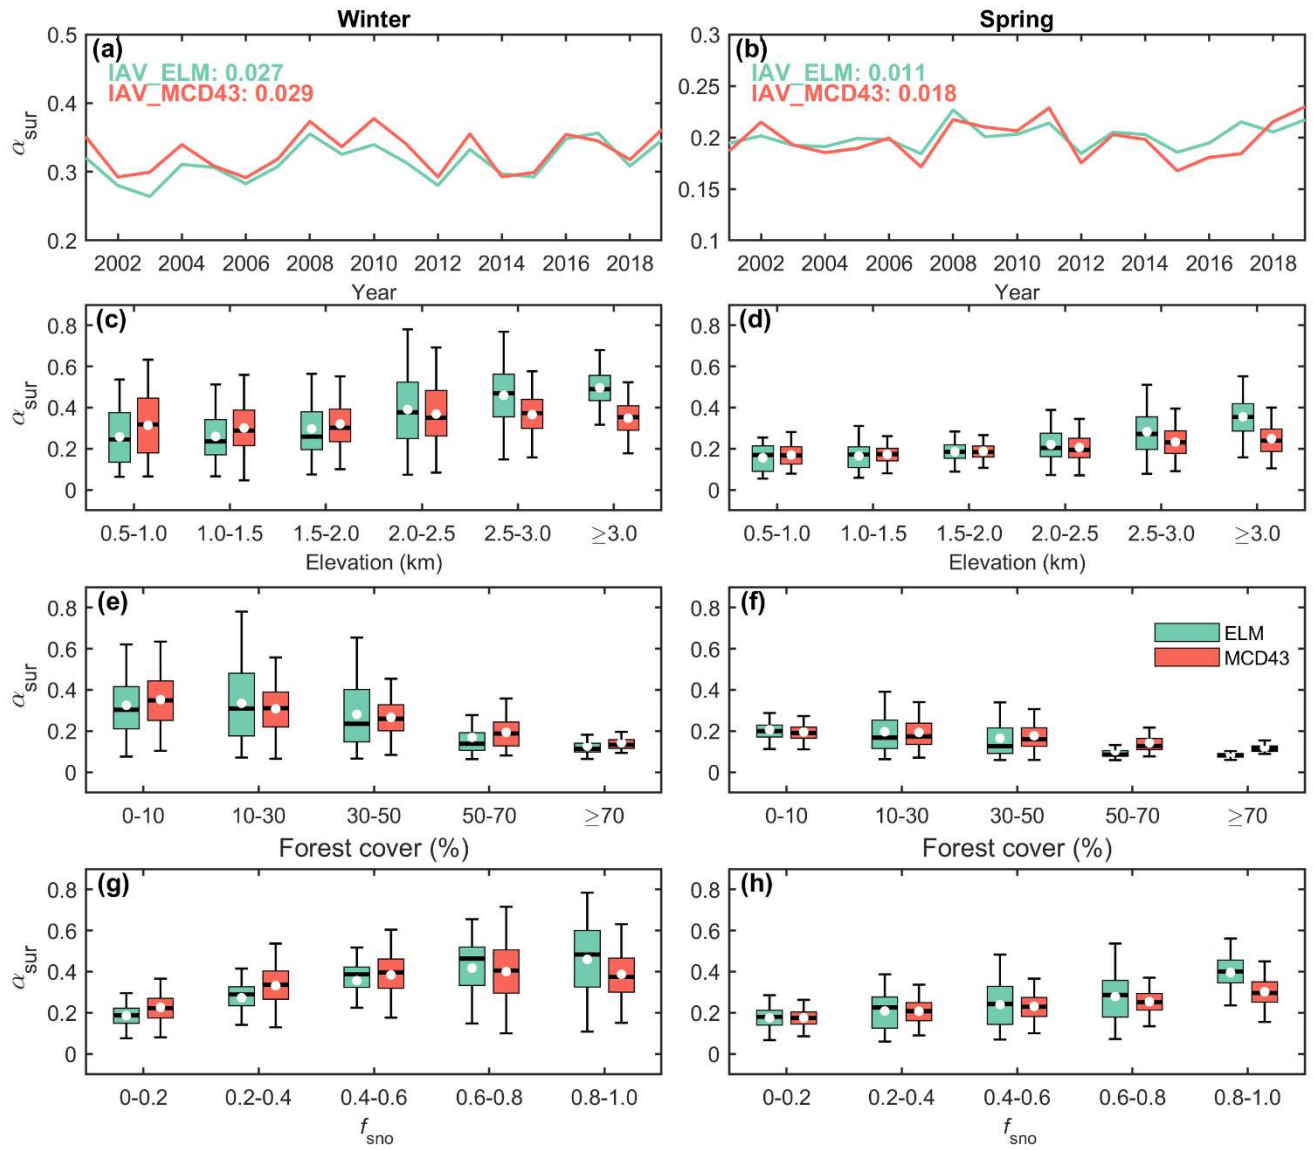 Winter
Spring
(a)
IAV_ELM: 0.027
IAV_MCD43: 0.029
0.5
0.4
0.3
0.2
α_sur
2002 2004 2006 2008 2010 2012 2014 2016 2018
Year
(b)
IAV_ELM: 0.011
IAV_MCD43: 0.018
0.3
0.25
0.2
0.15
0.1
2002 2004 2006 2008 2010 2012 2014 2016 2018
Year
(c)
0.8
0.6
0.4
0.2
0
α_sur
0.5-1.0 1.0-1.5 1.5-2.0 2.0-2.5 2.5-3.0 ≥3.0
Elevation (km)
(d)
0.8
0.6
0.4
0.2
0
0.5-1.0 1.0-1.5 1.5-2.0 2.0-2.5 2.5-3.0 ≥3.0
Elevation (km)
(e)
0.8
0.6
0.4
0.2
0
α_sur
0-10 10-30 30-50 50-70 ≥70
Forest cover (%)
(f)
ELM
MCD43
0.8
0.6
0.4
0.2
0
0-10 10-30 30-50 50-70 ≥70
Forest cover (%)
(g)
0.8
0.6
0.4
0.2
0
α_sur
0-0.2 0.2-0.4 0.4-0.6 0.6-0.8 0.8-1.0
f_sno
(h)
0.8
0.6
0.4
0.2
0
0-0.2 0.2-0.4 0.4-0.6 0.6-0.8 0.8-1.0
f_sno